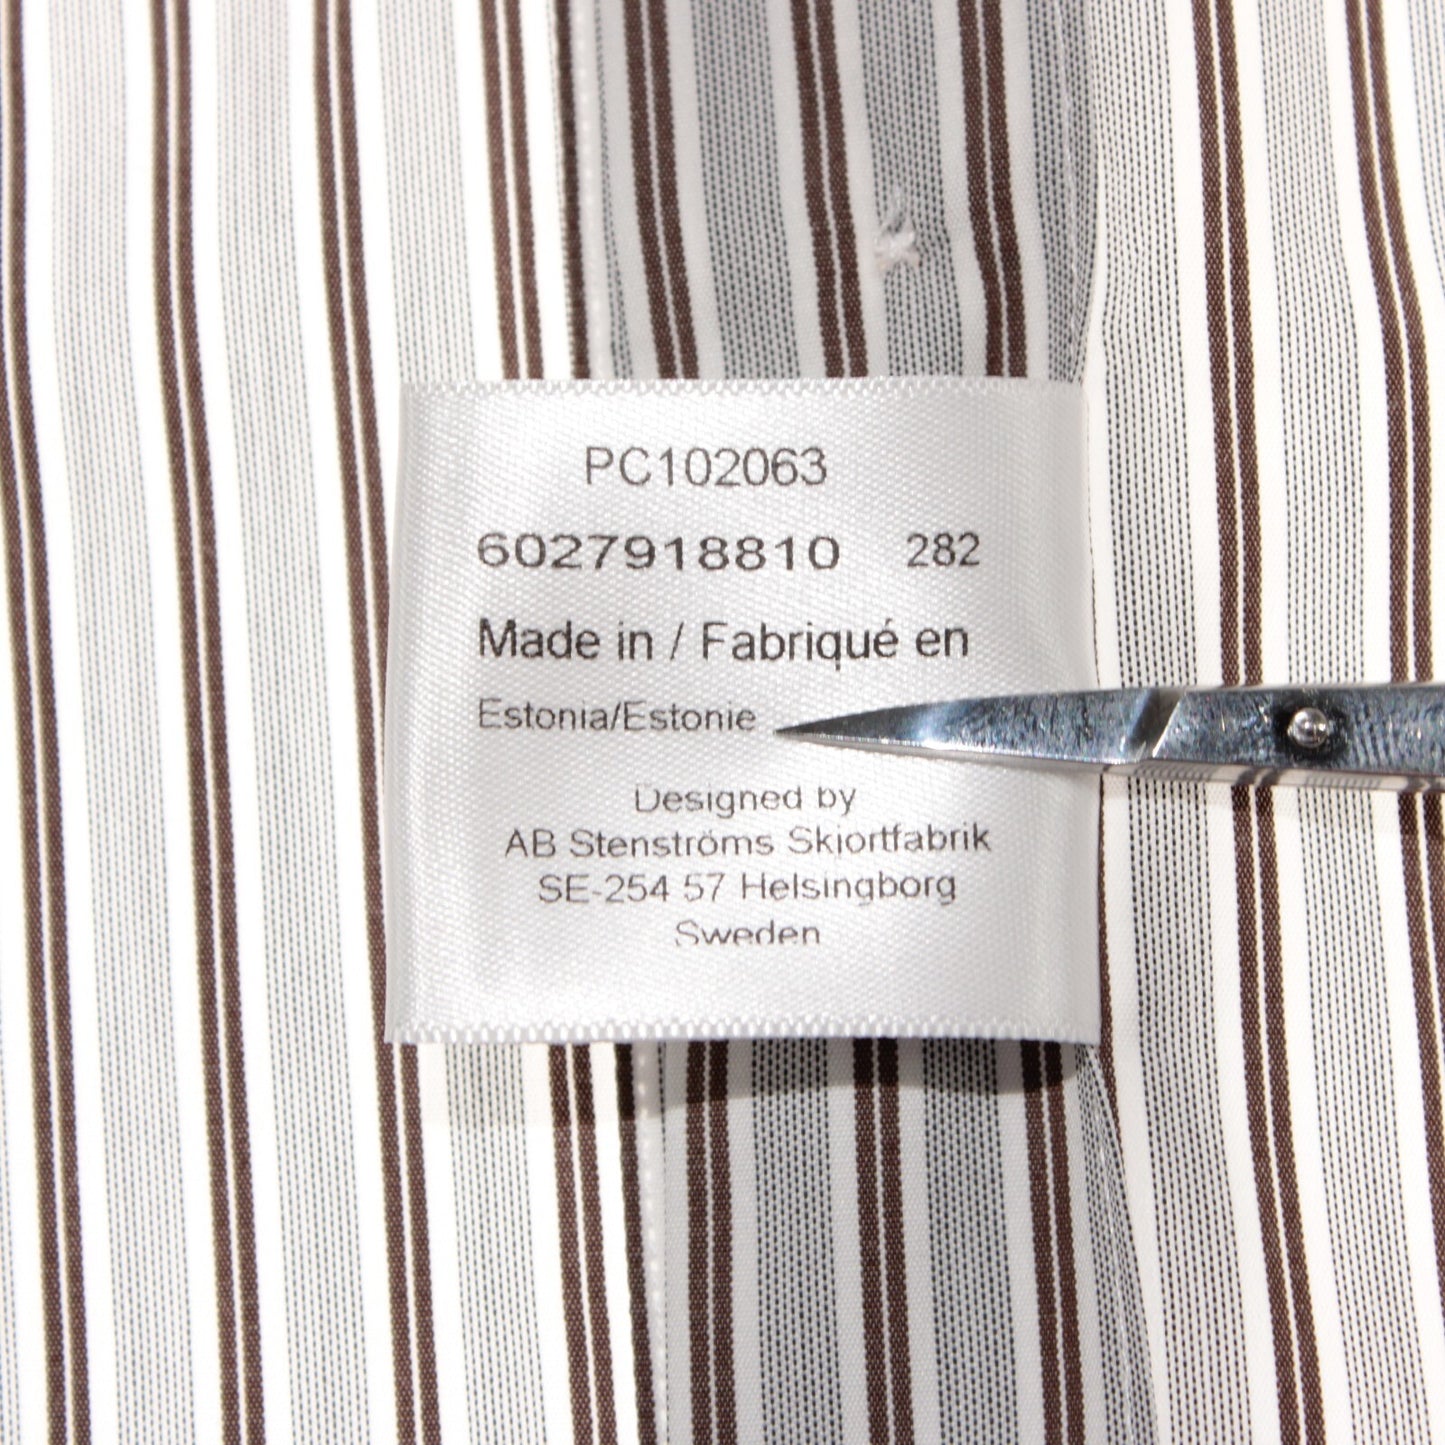 PC102063
6027918810 282
Made in / Fabriqué en
Estonia/Estonie
Designed by
AB Stenströms Skjortfabrik
SE-254 57 Helsingborg
Sweden